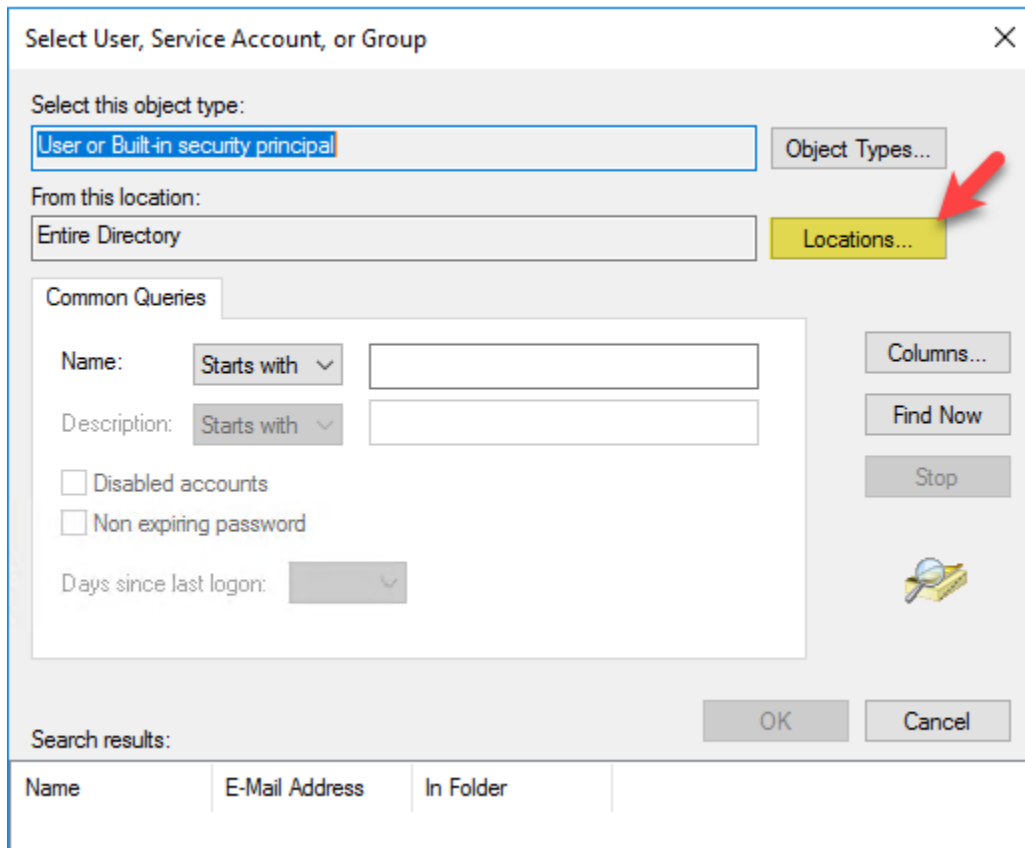 Select User, Service Account, or Group
Select this object type:
User or Built-in security principal
Object Types...
From this location:
Entire Directory
Locations...
Common Queries
Name:
Starts with
Columns...
Description:
Starts with
Find Now
Disabled accounts
Stop
Non expiring password
Days since last logon:
OK
Cancel
Search results:
Name
E-Mail Address
In Folder